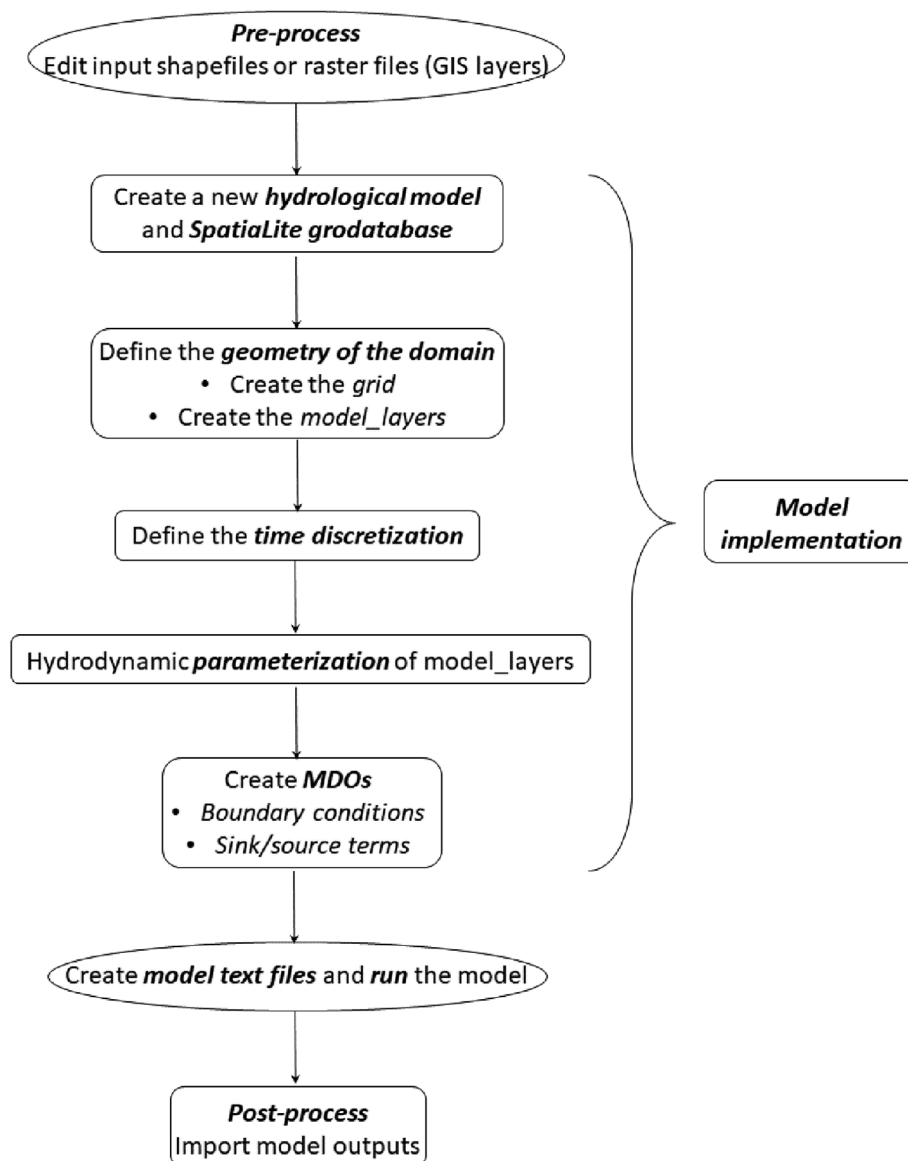 Pre-process
Edit input shapefiles or raster files (GIS layers)
Create a new hydrological model
and SpatiaLite grodatabase
Define the geometry of the domain
• Create the grid
• Create the model_layers
Define the time discretization
Model
implementation
Hydrodynamic parameterization of model_layers
Create MDOs
• Boundary conditions
• Sink/source terms
Create model text files and run the model
Post-process
Import model outputs